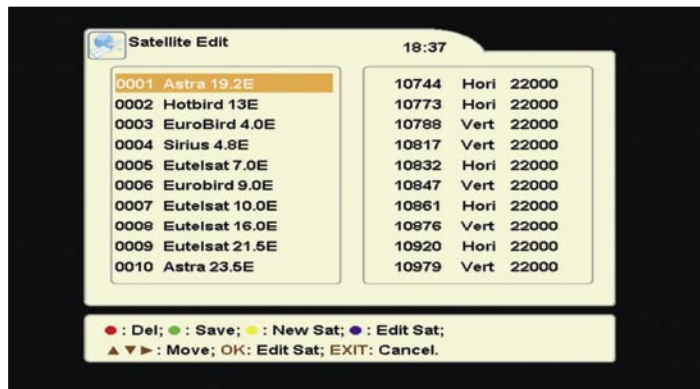 Satellite Edit 18:37
0001 Astra 19.2E 10744 Hori 22000
0002 Hotbird 13E 10773 Hori 22000
0003 EuroBird 4.0E 10788 Vert 22000
0004 Sirius 4.8E 10817 Vert 22000
0005 Eutelsat 7.0E 10832 Hori 22000
0006 Eurobird 9.0E 10847 Vert 22000
0007 Eutelsat 10.0E 10861 Hori 22000
0008 Eutelsat 16.0E 10876 Vert 22000
0009 Eutelsat 21.5E 10920 Hori 22000
0010 Astra 23.5E 10979 Vert 22000
: Del; : Save; : New Sat; : Edit Sat;
▲▼►: Move; OK: Edit Sat; EXIT: Cancel.